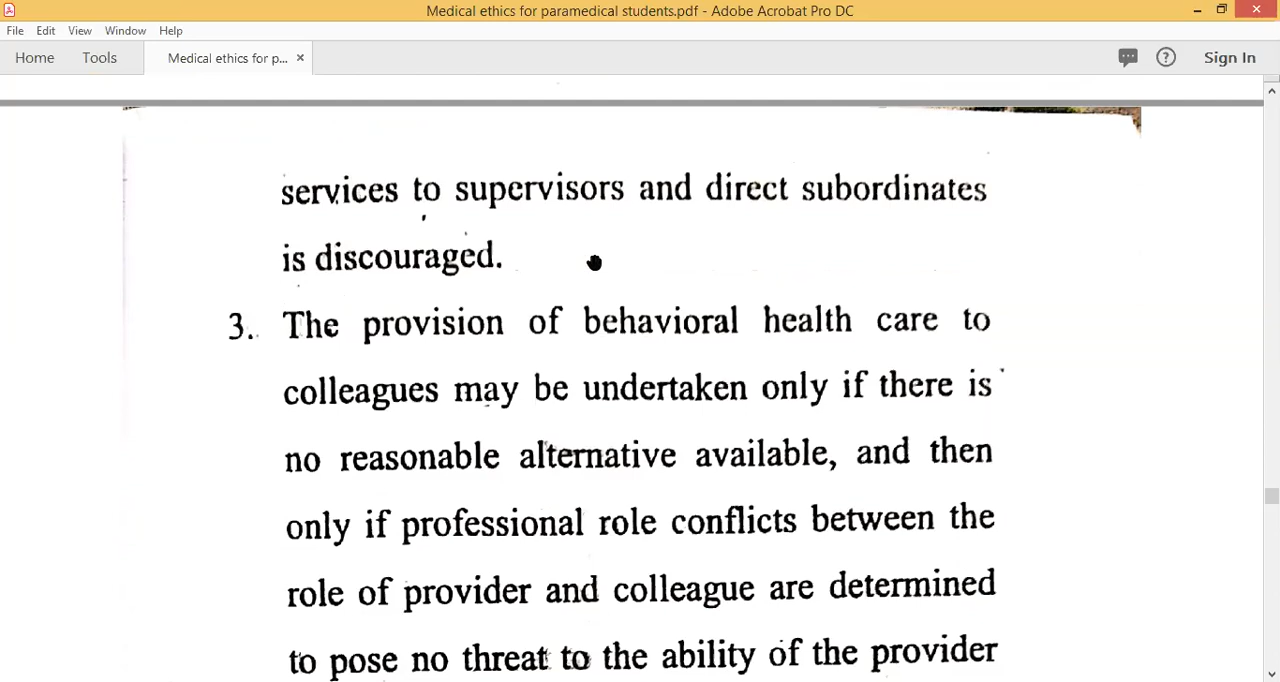 Medical ethics for paramedical students.pdf - Adobe Acrobat Pro DC
File Edit View Window Help
Home Tools Medical ethics for p... × Sign In
services to supervisors and direct subordinates
is discouraged.
3. The provision of behavioral health care to
colleagues may be undertaken only if there is
no reasonable alternative available, and then
only if professional role conflicts between the
role of provider and colleague are determined
to pose no threat to the ability of the provider